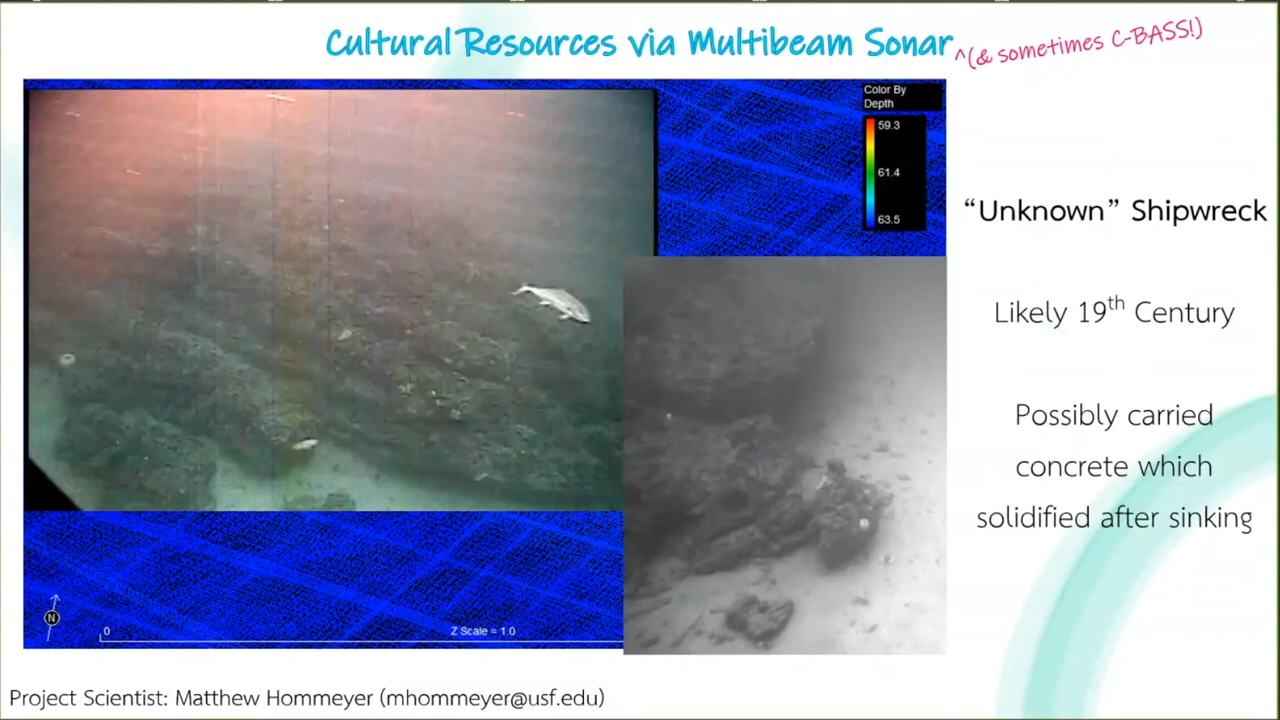 Cultural Resources via Multibeam Sonar ^(& sometimes C-BASS!)
Color By
Depth
59.3
61.4
63.5
“Unknown” Shipwreck
Likely 19th Century
Possibly carried
concrete which
solidified after sinking
N
0
Z Scale = 1.0
Project Scientist: Matthew Hommeyer (mhommeyer@usf.edu)